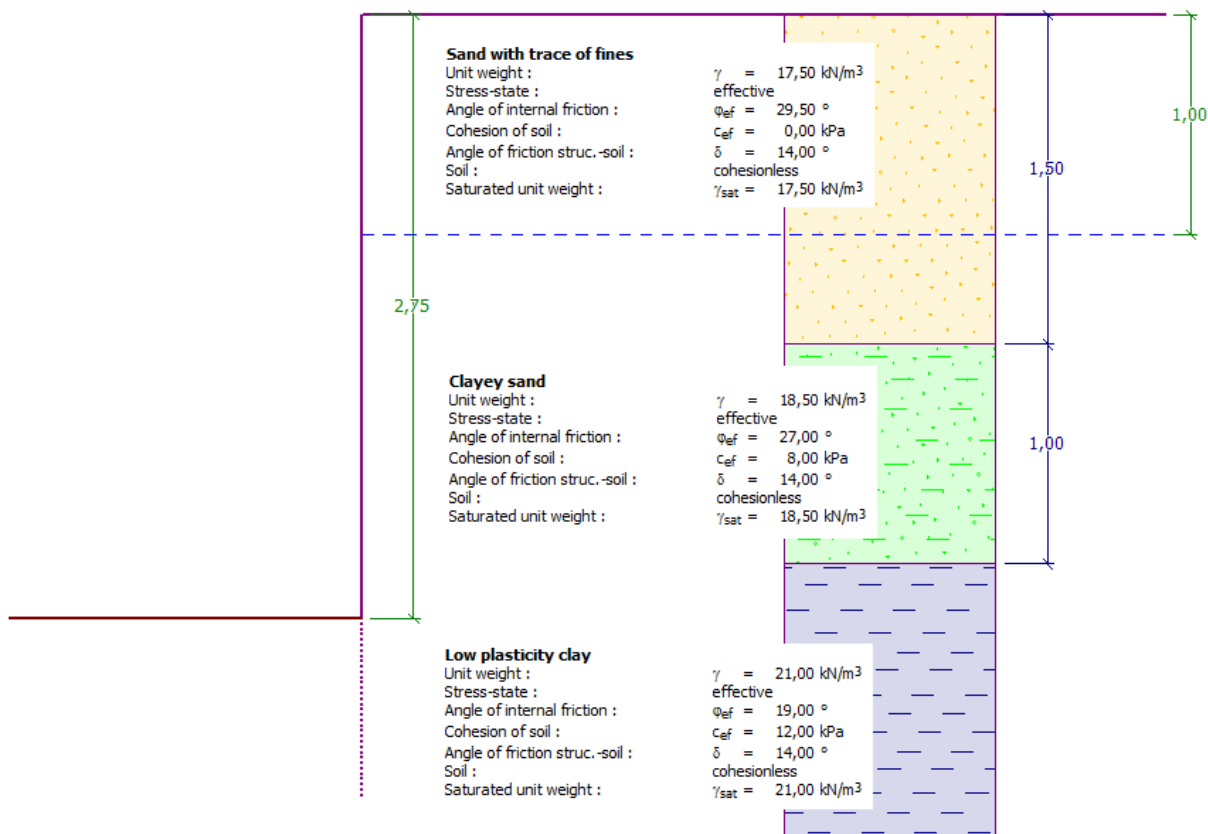 Sand with trace of fines
Unit weight : γ = 17,50 kN/m³
Stress-state : effective
Angle of internal friction : φef = 29,50 °
Cohesion of soil : cef = 0,00 kPa
Angle of friction struc.-soil : δ = 14,00 °
Soil : cohesionless
Saturated unit weight : γsat = 17,50 kN/m³
1,00
1,50
2,75
Clayey sand
Unit weight : γ = 18,50 kN/m³
Stress-state : effective
Angle of internal friction : φef = 27,00 °
Cohesion of soil : cef = 8,00 kPa
Angle of friction struc.-soil : δ = 14,00 °
Soil : cohesionless
Saturated unit weight : γsat = 18,50 kN/m³
1,00
Low plasticity clay
Unit weight : γ = 21,00 kN/m³
Stress-state : effective
Angle of internal friction : φef = 19,00 °
Cohesion of soil : cef = 12,00 kPa
Angle of friction struc.-soil : δ = 14,00 °
Soil : cohesionless
Saturated unit weight : γsat = 21,00 kN/m³